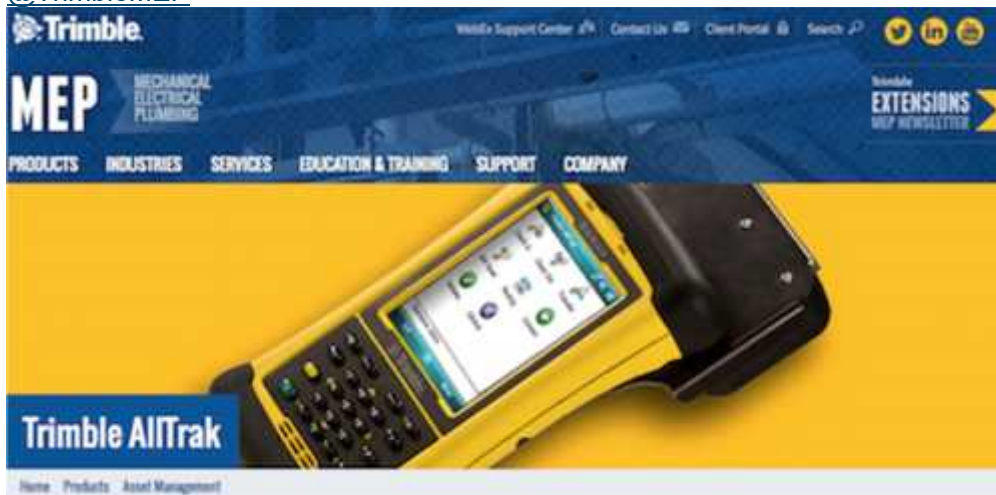 @TrimbleMEP
Trimble.
WebEx Support Center Contact Us Client Portal Search
MEP
MECHANICAL
ELECTRICAL
PLUMBING
Trimble
EXTENSIONS
MEP NEWSLETTER
PRODUCTS INDUSTRIES SERVICES EDUCATION & TRAINING SUPPORT COMPANY
Trimble AllTrak
Home Products Asset Management